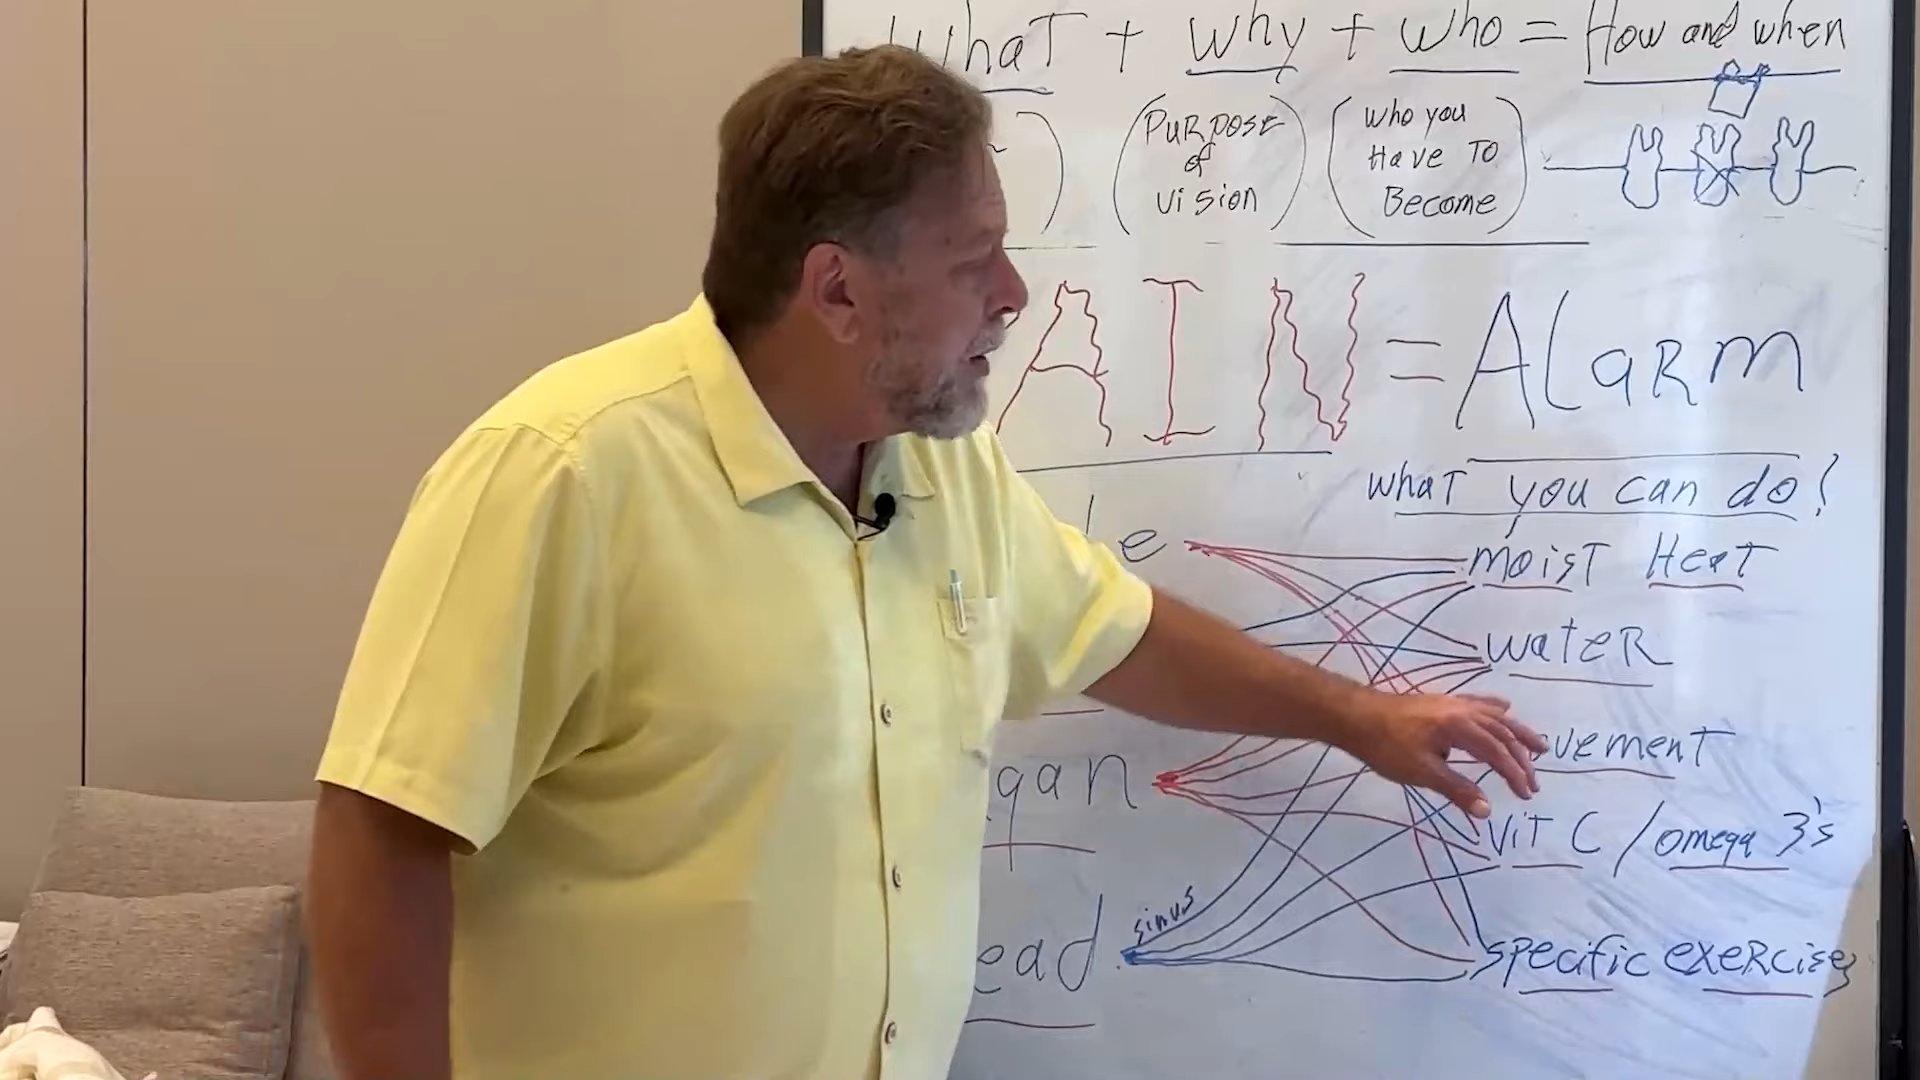 What + why + who = How and when
(PURPOSE of vision)
(who you Have To Become)
AIN = ALaRm
what you can do?
e
moist Heat
water
ovement
gan
Vit C / omega 3's
sinus
ead
specific exercises